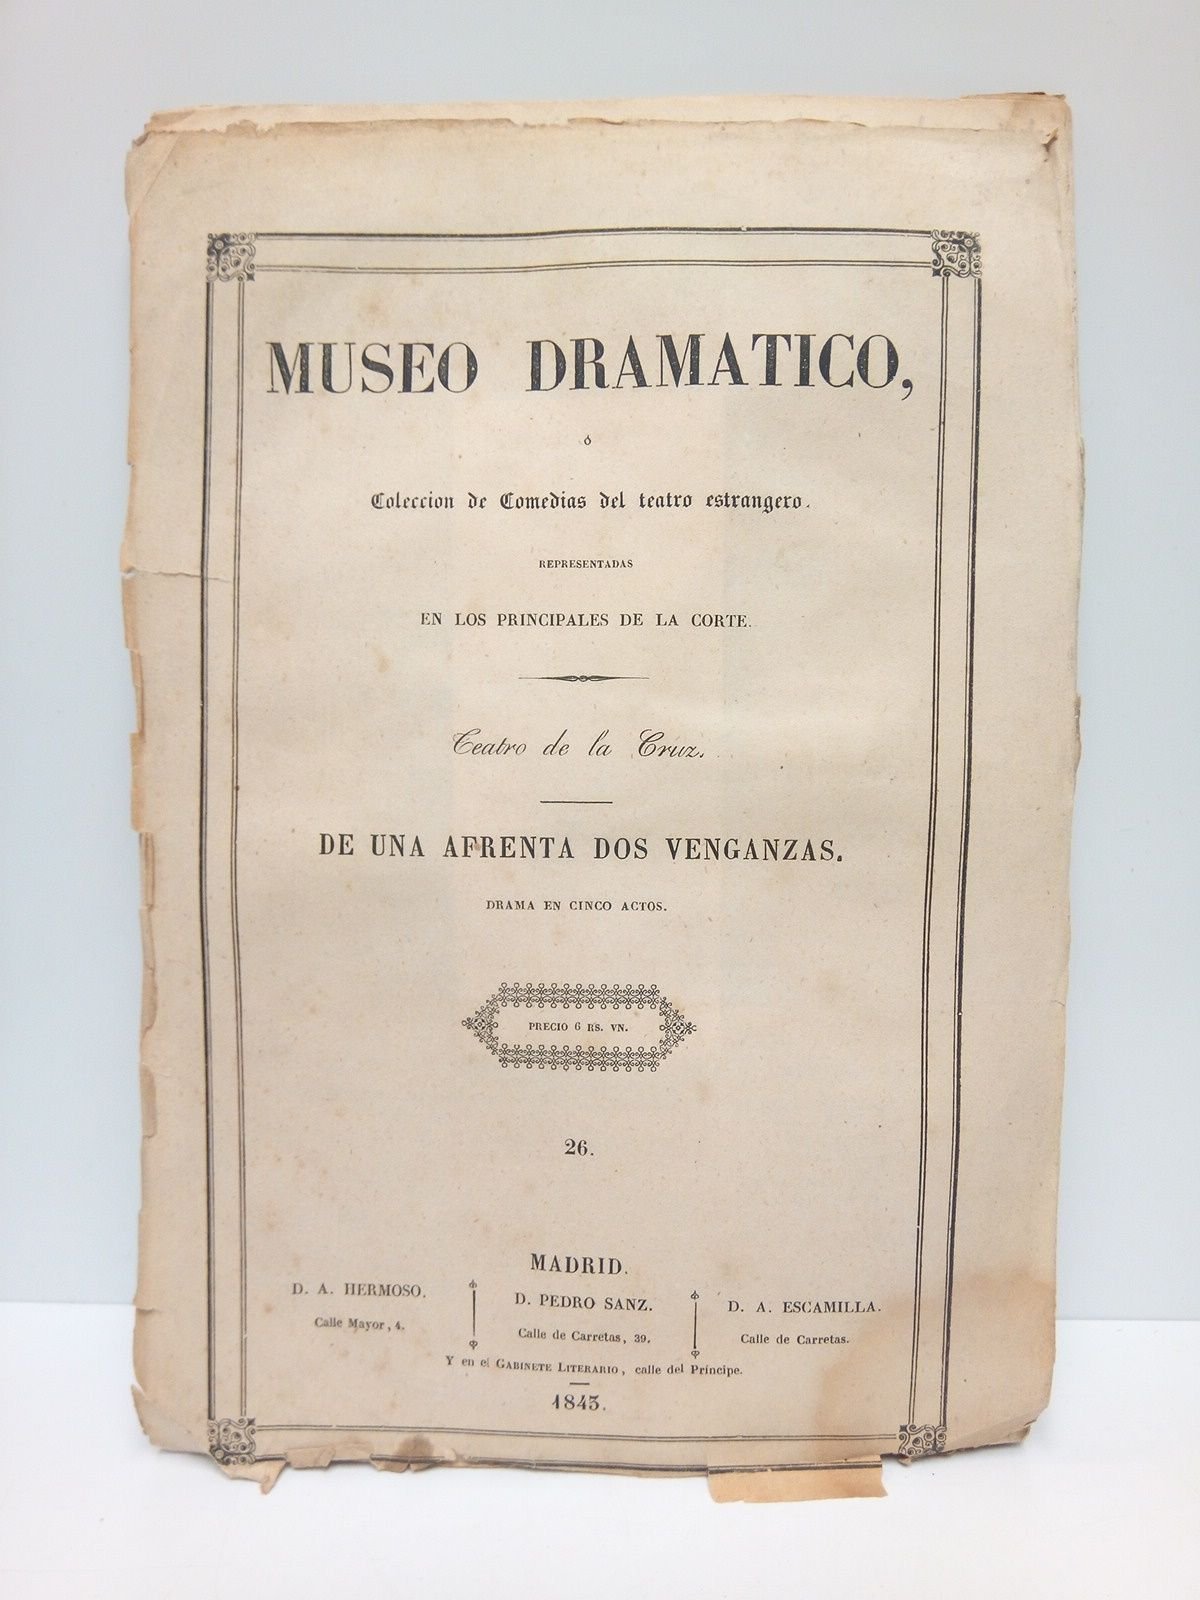 MUSEO DRAMATICO,
ó
Coleccion de Comedias del teatro estrangero.
REPRESENTADAS
EN LOS PRINCIPALES DE LA CORTE.
Teatro de la Cruz.
DE UNA AFRENTA DOS VENGANZAS.
DRAMA EN CINCO ACTOS.
PRECIO 6 RS. VN.
26.
MADRID.
D. A. HERMOSO.
Calle Mayor, 4.
D. PEDRO SANZ.
Calle de Carretas, 39.
D. A. ESCAMILLA.
Calle de Carretas.
Y en el GABINETE LITERARIO, calle del Príncipe.
1843.